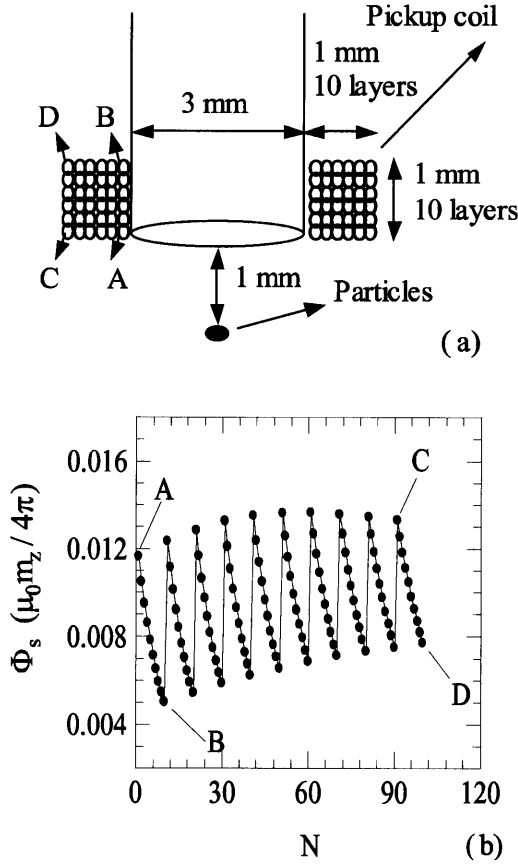 Pickup coil
1 mm
10 layers
3 mm
D
B
1 mm
10 layers
C
A
1 mm
Particles
(a)
0.016
0.012
0.008
0.004
Φs (μ0mz / 4π)
A
B
C
D
0
30
60
90
120
N
(b)